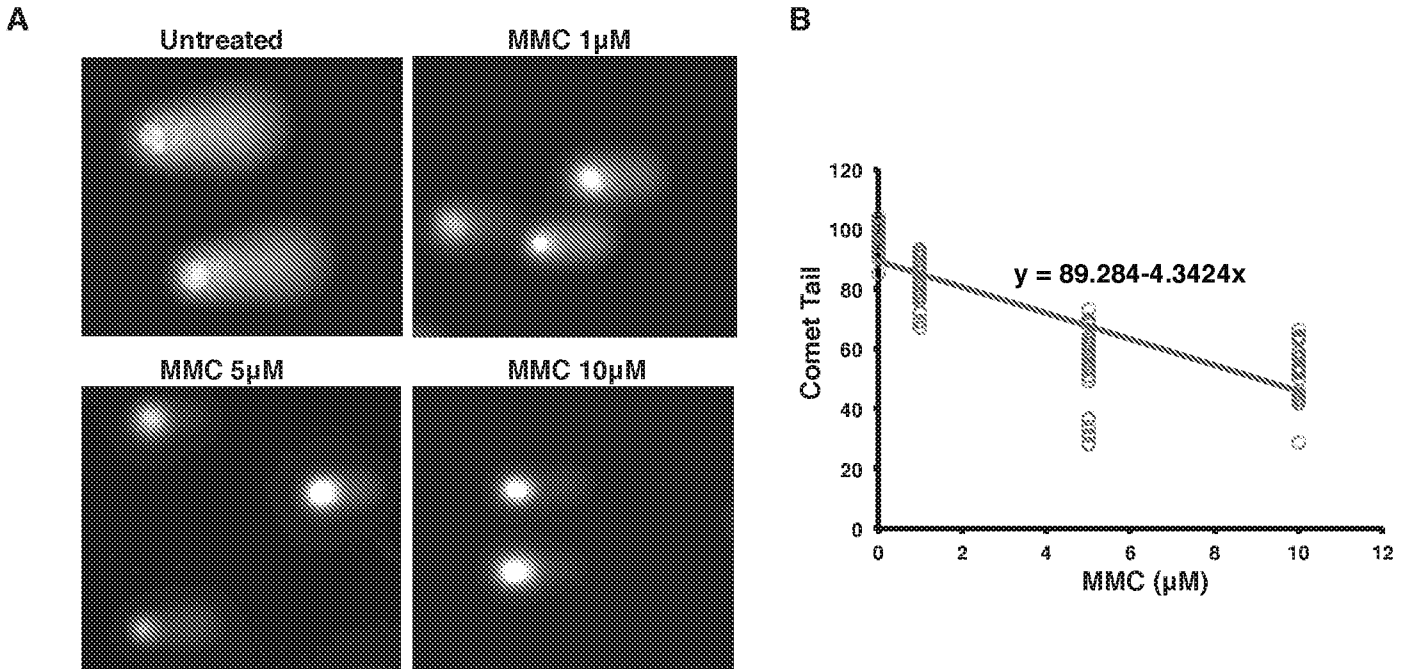 A
B
Untreated
MMC 1µM
MMC 5µM
MMC 10µM
120
100
80
60
40
20
0
Comet Tail
y = 89.284-4.3424x
0 2 4 6 8 10 12
MMC (µM)